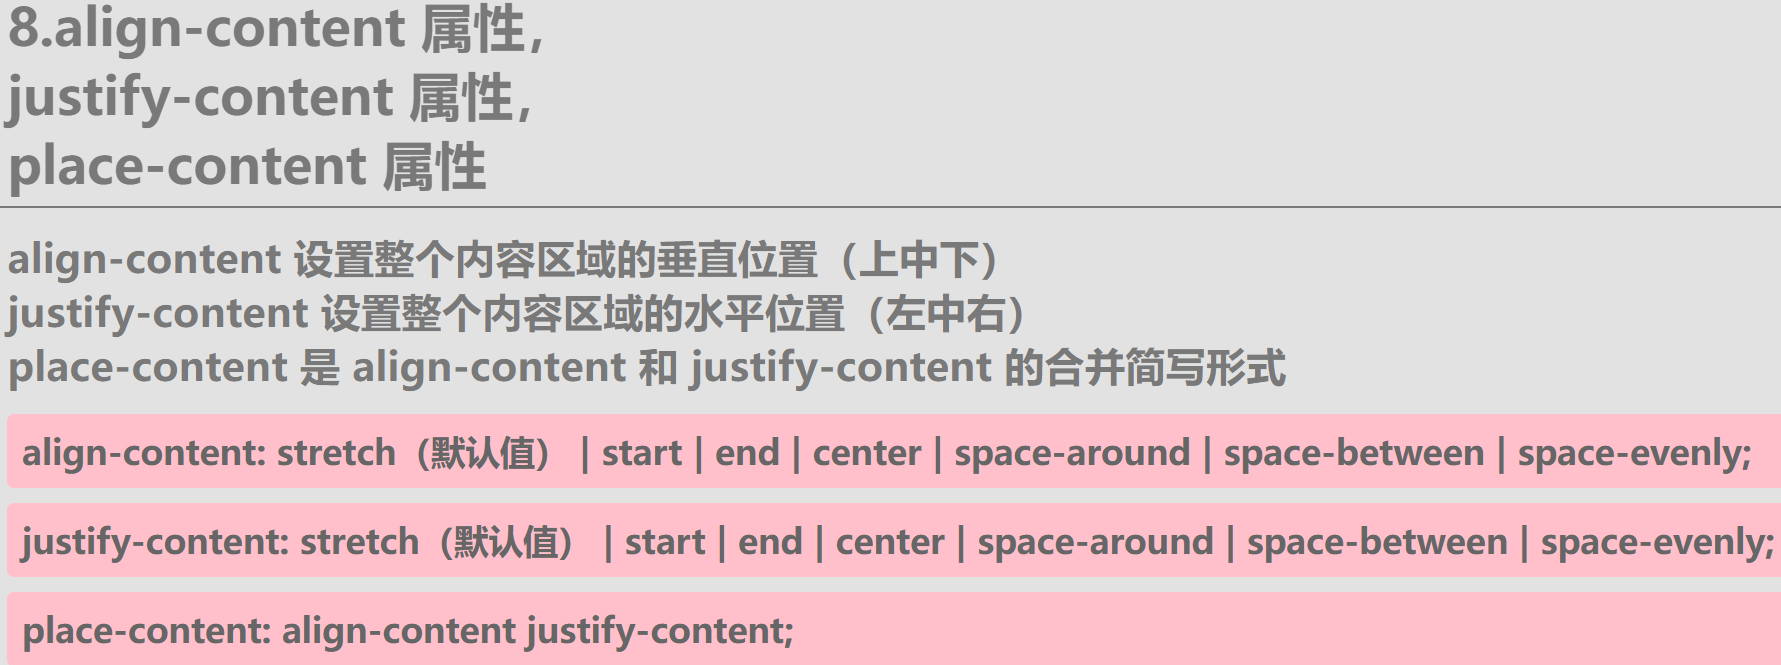 8.align-content 属性，
justify-content 属性，
place-content 属性
align-content 设置整个内容区域的垂直位置（上中下）
justify-content 设置整个内容区域的水平位置（左中右）
place-content 是 align-content 和 justify-content 的合并简写形式
align-content: stretch（默认值） | start | end | center | space-around | space-between | space-evenly;
justify-content: stretch（默认值） | start | end | center | space-around | space-between | space-evenly;
place-content: align-content justify-content;